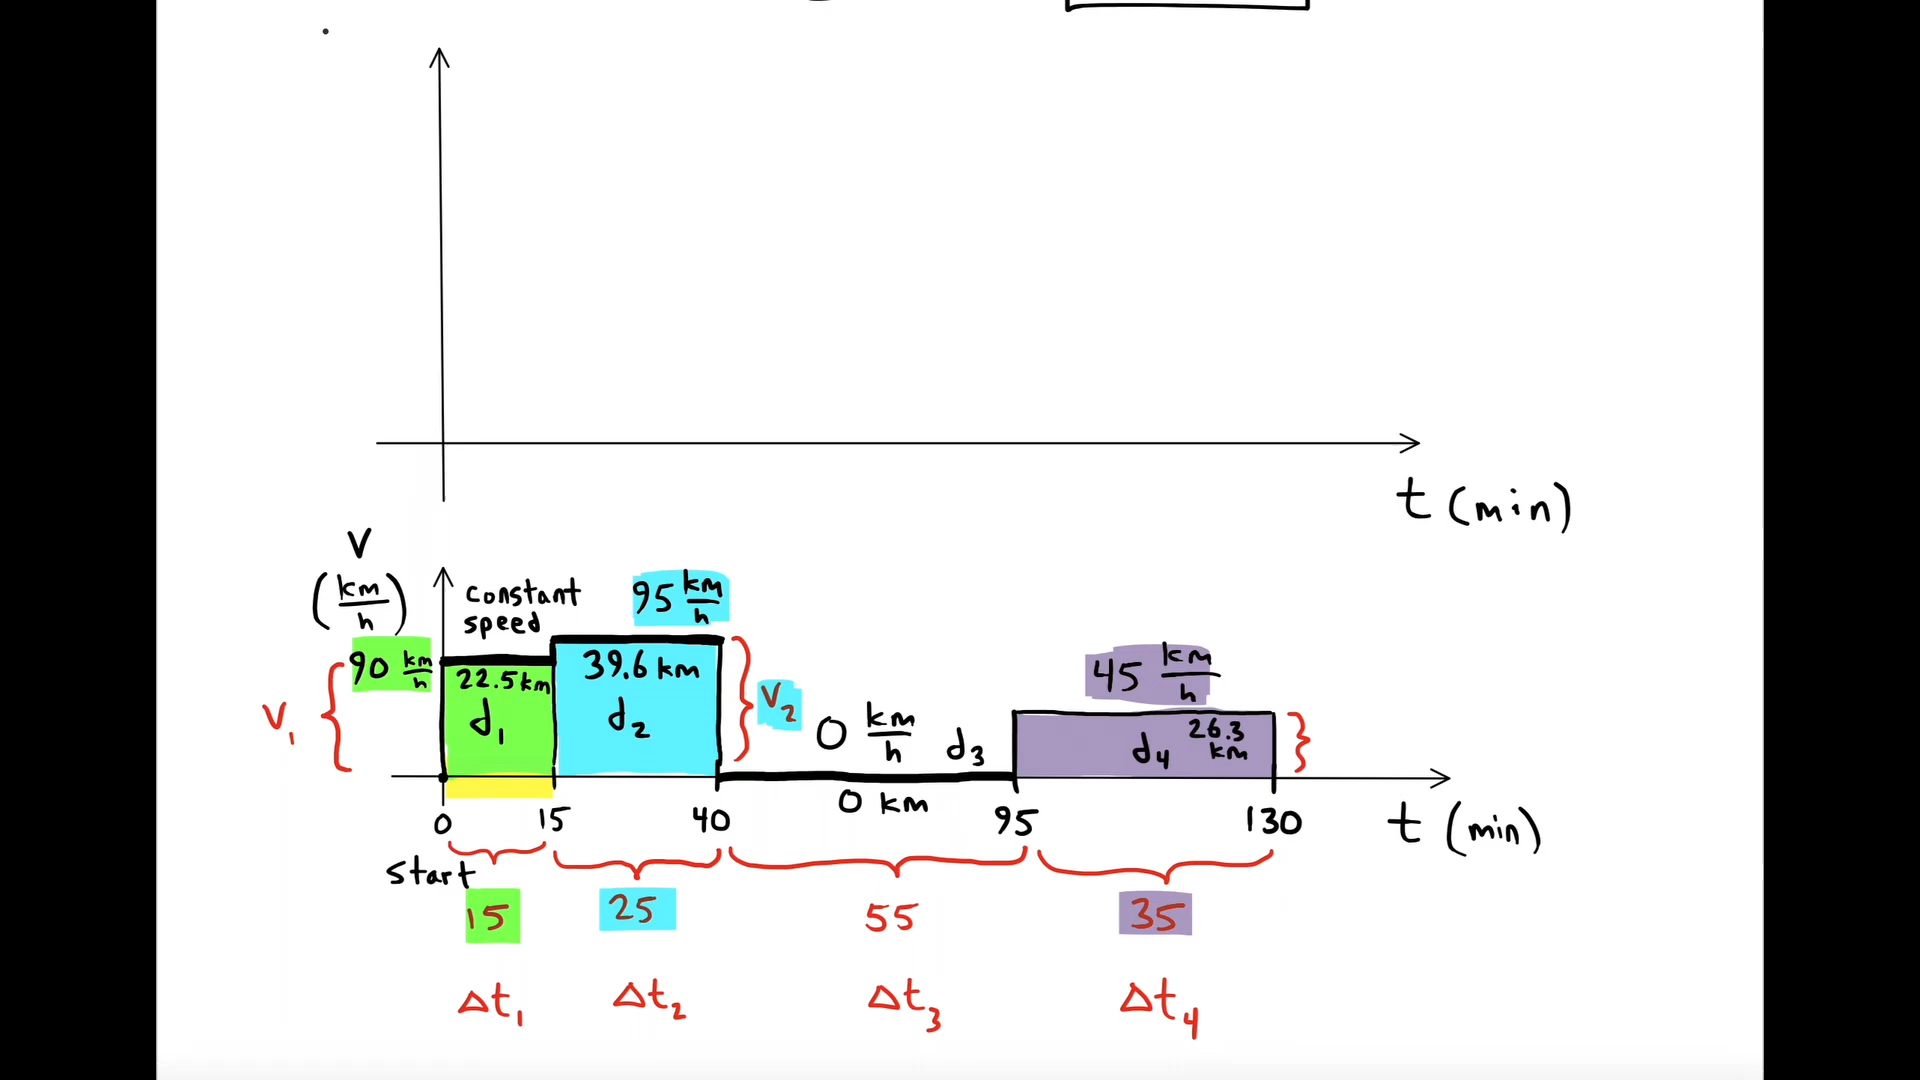 t (min)
v
(km/h)
constant
speed
95 km/h
90 km/h
22.5 km
39.6 km
d₁
d₂
v₁
v₂
0 km/h
d₃
45 km/h
26.3
km
d₄
0 km
0
15
40
95
130
t (min)
start
15
25
55
35
Δt₁
Δt₂
Δt₃
Δt₄